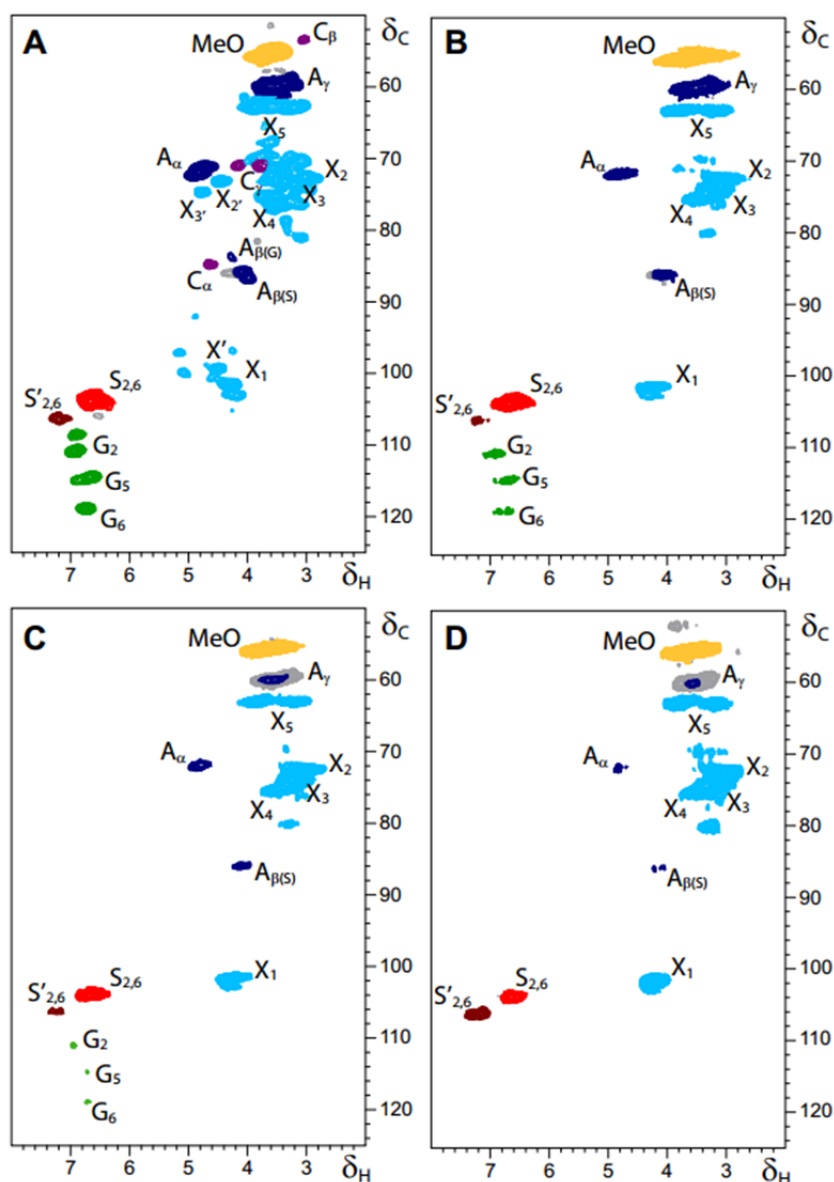 A
MeO
Cβ
δC
Aγ
60
X5
Aα
70
X2
Cγ
X3
X3' X2' X4
80
Aβ(G)
Cα
Aβ(S)
90
X'
100
X1
S'2,6 S2,6
110
G2
G5
G6
120
7 6 5 4 3 δH
B
MeO
δC
Aγ
60
X5
Aα
70
X2
X4 X3
80
Aβ(S)
90
X1
100
S'2,6 S2,6
G2
110
G5
G6
120
7 6 5 4 3 δH
C
MeO
δC
Aγ
60
X5
Aα
70
X2
X4 X3
80
Aβ(S)
90
X1
100
S'2,6 S2,6
G2
110
G5
G6
120
7 6 5 4 3 δH
D
MeO
δC
Aγ
60
X5
Aα
70
X2
X4 X3
80
Aβ(S)
90
X1
100
S'2,6 S2,6
110
120
7 6 5 4 3 δH